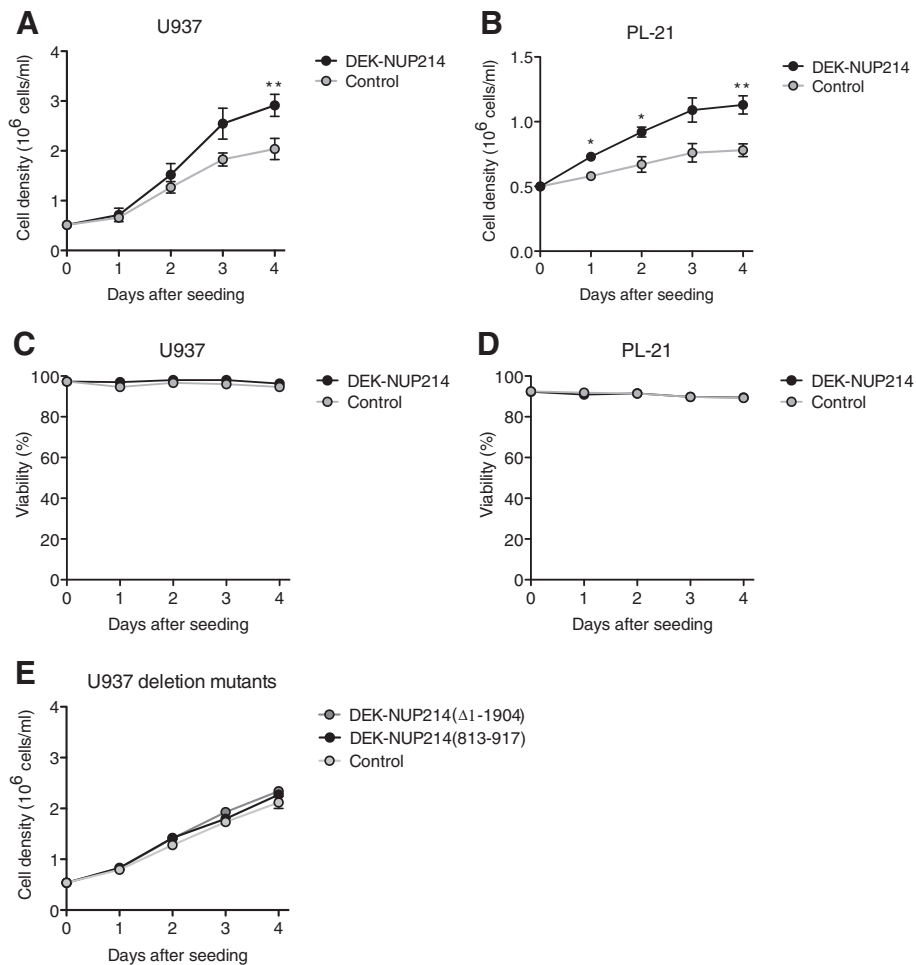 A
U937
Cell density (10⁶ cells/ml)
4
3
2
1
0
**
0 1 2 3 4
Days after seeding
DEK-NUP214
Control
B
PL-21
Cell density (10⁶ cells/ml)
1.5
1.0
0.5
0.0
* * **
0 1 2 3 4
Days after seeding
DEK-NUP214
Control
C
U937
Viability (%)
100
80
60
40
20
0
0 1 2 3 4
Days after seeding
DEK-NUP214
Control
D
PL-21
Viability (%)
100
80
60
40
20
0
0 1 2 3 4
Days after seeding
DEK-NUP214
Control
E
U937 deletion mutants
Cell density (10⁶ cells/ml)
4
3
2
1
0
0 1 2 3 4
Days after seeding
DEK-NUP214(Δ1-1904)
DEK-NUP214(813-917)
Control